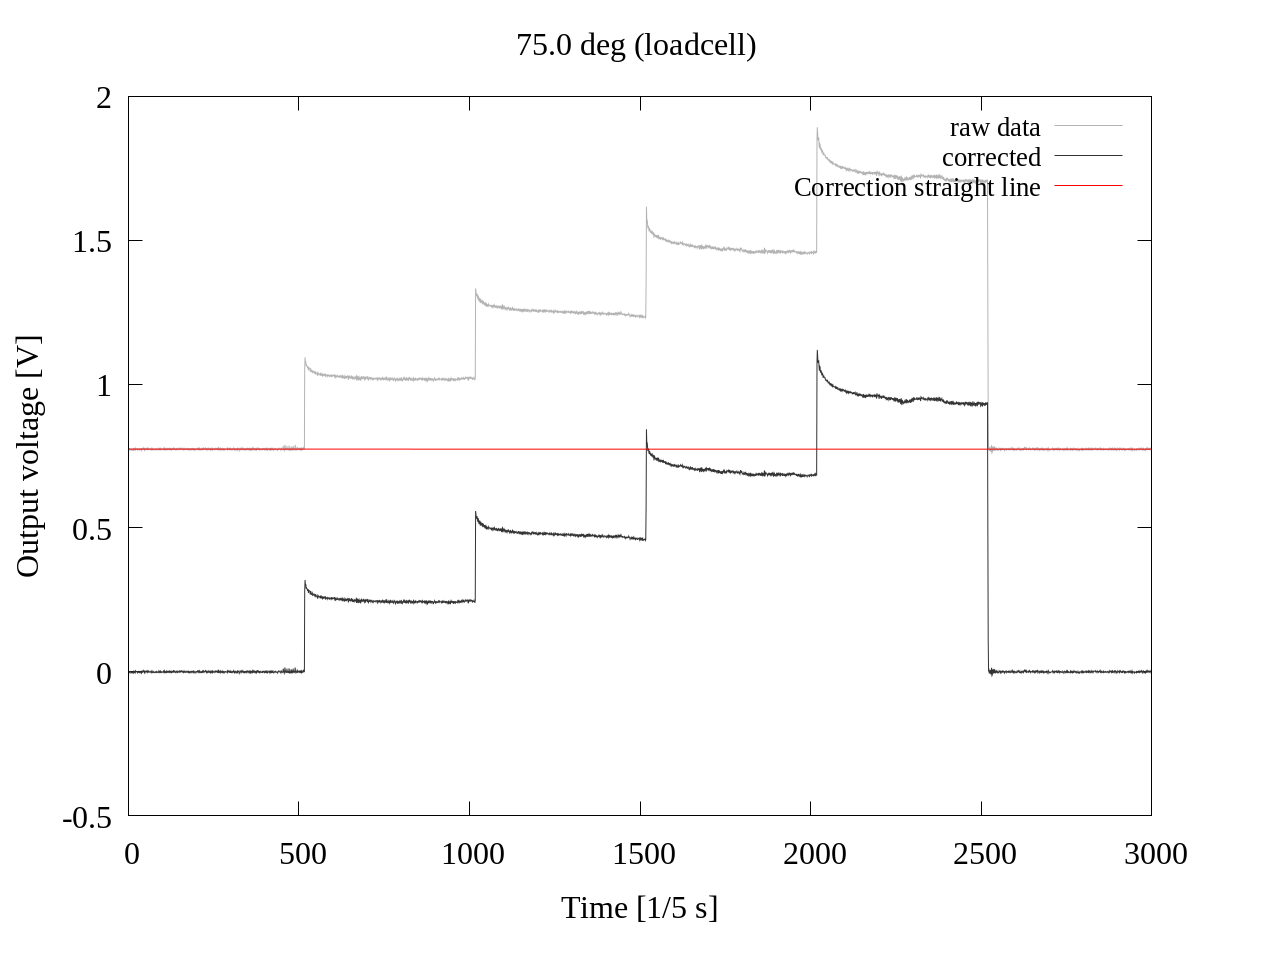 75.0 deg (loadcell)
2
1.5
1
0.5
0
-0.5
raw data
corrected
Correction straight line
Output voltage [V]
0 500 1000 1500 2000 2500 3000
Time [1/5 s]